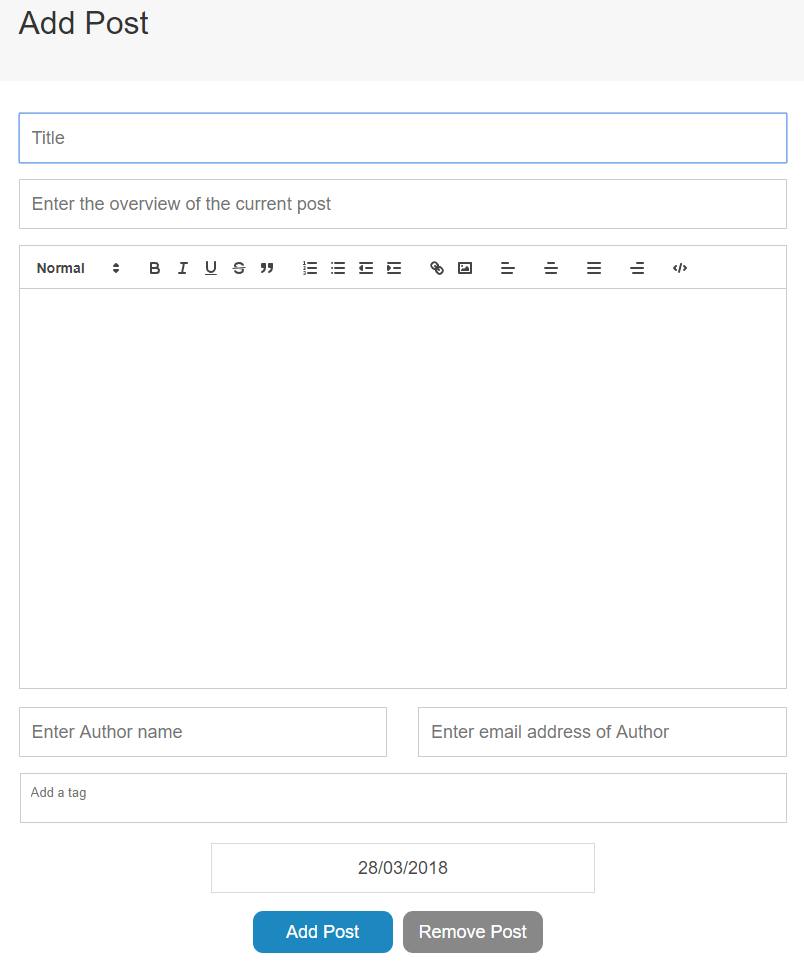 Add Post
Title
Enter the overview of the current post
Normal
Enter Author name
Enter email address of Author
Add a tag
28/03/2018
Add Post
Remove Post